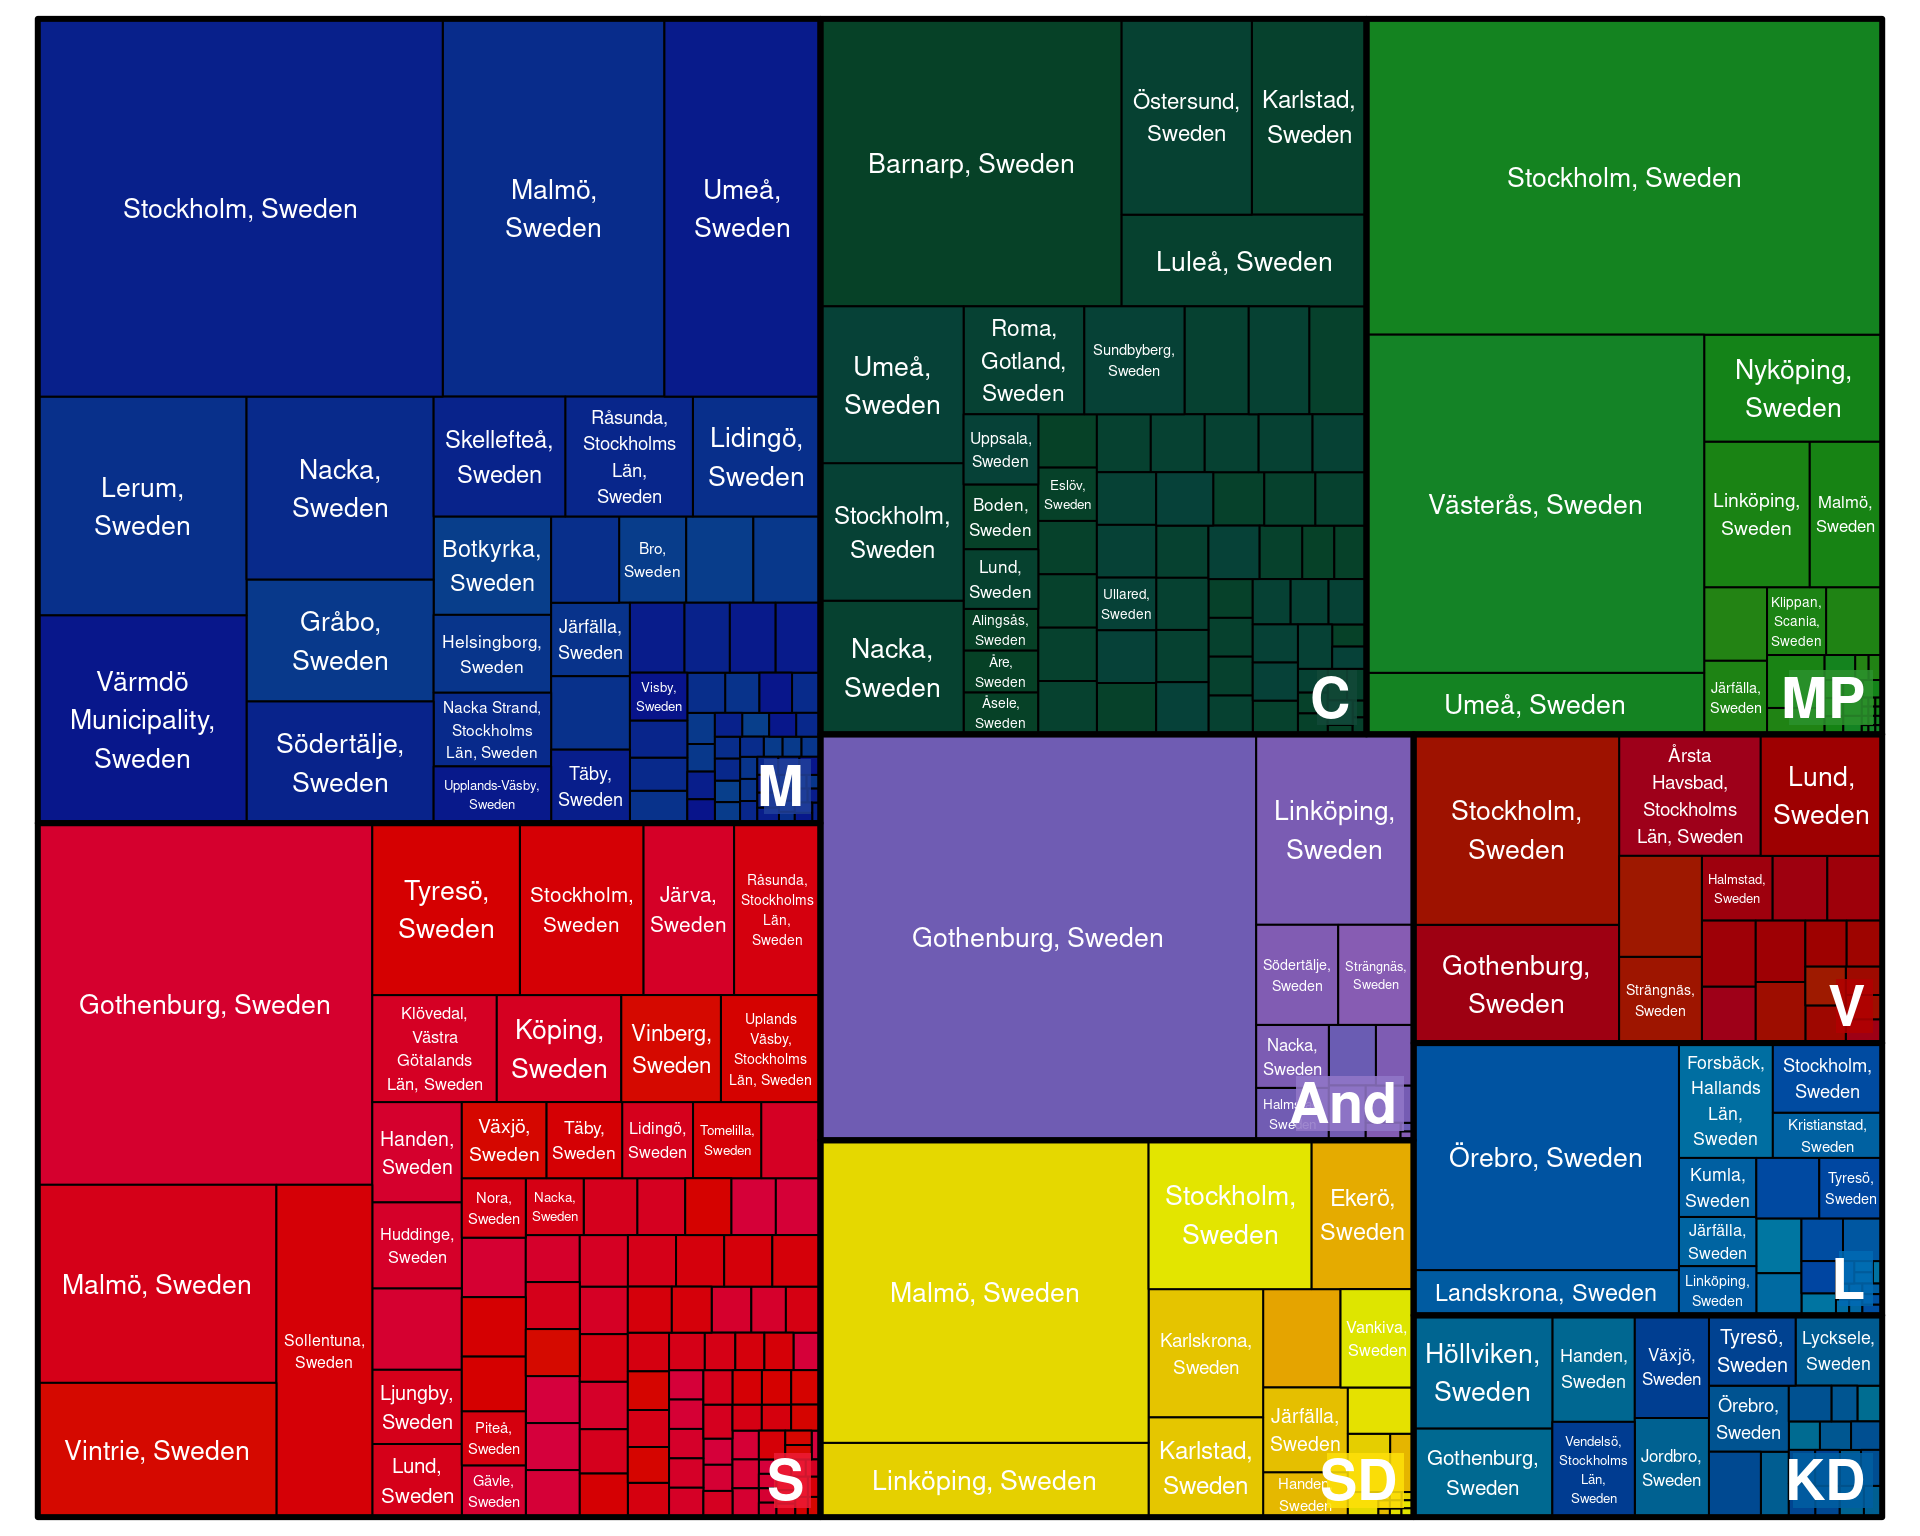 Stockholm, Sweden
Malmö,
Sweden
Umeå,
Sweden
Lerum,
Sweden
Nacka,
Sweden
Skellefteå,
Sweden
Råsunda,
Stockholms
Län,
Sweden
Lidingö,
Sweden
Botkyrka,
Sweden
Bro,
Sweden
Gråbo,
Sweden
Helsingborg,
Sweden
Järfälla,
Sweden
Värmdö
Municipality,
Sweden
Södertälje,
Sweden
Nacka Strand,
Stockholms
Län, Sweden
Visby,
Sweden
Upplands-Väsby,
Sweden
Täby,
Sweden
M
Barnarp, Sweden
Östersund,
Sweden
Karlstad,
Sweden
Luleå, Sweden
Umeå,
Sweden
Roma,
Gotland,
Sweden
Sundbyberg,
Sweden
Uppsala,
Sweden
Eslöv,
Sweden
Stockholm,
Sweden
Boden,
Sweden
Lund,
Sweden
Ullared,
Sweden
Alingsås,
Sweden
Nacka,
Sweden
Åre,
Sweden
Åsele,
Sweden
C
Stockholm, Sweden
Västerås, Sweden
Nyköping,
Sweden
Linköping,
Sweden
Malmö,
Sweden
Klippan,
Scania,
Sweden
Umeå, Sweden
Järfälla,
Sweden
MP
Gothenburg, Sweden
Tyresö,
Sweden
Stockholm,
Sweden
Järva,
Sweden
Råsunda,
Stockholms
Län,
Sweden
Klövedal,
Västra
Götalands
Län, Sweden
Köping,
Sweden
Vinberg,
Sweden
Uplands
Väsby,
Stockholms
Län, Sweden
Handen,
Sweden
Växjö,
Sweden
Täby,
Sweden
Lidingö,
Sweden
Tomelilla,
Sweden
Nora,
Sweden
Nacka,
Sweden
Huddinge,
Sweden
Malmö, Sweden
Sollentuna,
Sweden
Vintrie, Sweden
Ljungby,
Sweden
Piteå,
Sweden
Lund,
Sweden
Gävle,
Sweden
S
Gothenburg, Sweden
Linköping,
Sweden
Södertälje,
Sweden
Strängnäs,
Sweden
Nacka,
Sweden
And
Malmö, Sweden
Stockholm,
Sweden
Ekerö,
Sweden
Karlskrona,
Sweden
Vankiva,
Sweden
Järfälla,
Sweden
Linköping, Sweden
Karlstad,
Sweden
Handen,
Sweden
SD
Stockholm,
Sweden
Årsta
Havsbad,
Stockholms
Län, Sweden
Lund,
Sweden
Halmstad,
Sweden
Gothenburg,
Sweden
Strängnäs,
Sweden
V
Örebro, Sweden
Forsbäck,
Hallands
Län,
Sweden
Stockholm,
Sweden
Kristianstad,
Sweden
Kumla,
Sweden
Tyresö,
Sweden
Järfälla,
Sweden
Landskrona, Sweden
Linköping,
Sweden
L
Höllviken,
Sweden
Handen,
Sweden
Växjö,
Sweden
Tyresö,
Sweden
Lycksele,
Sweden
Örebro,
Sweden
Gothenburg,
Sweden
Vendelsö,
Stockholms
Län,
Sweden
Jordbro,
Sweden
KD